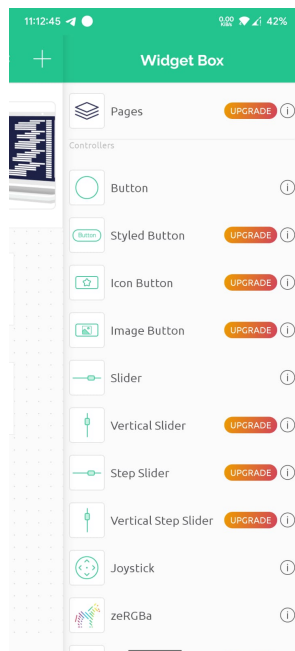 11:12:45
0.00
KB/s
42%
Widget Box
Pages
UPGRADE
Controllers
Button
Button
Styled Button
UPGRADE
Icon Button
UPGRADE
Image Button
UPGRADE
Slider
Vertical Slider
UPGRADE
Step Slider
UPGRADE
Vertical Step Slider
UPGRADE
Joystick
zeRGBa